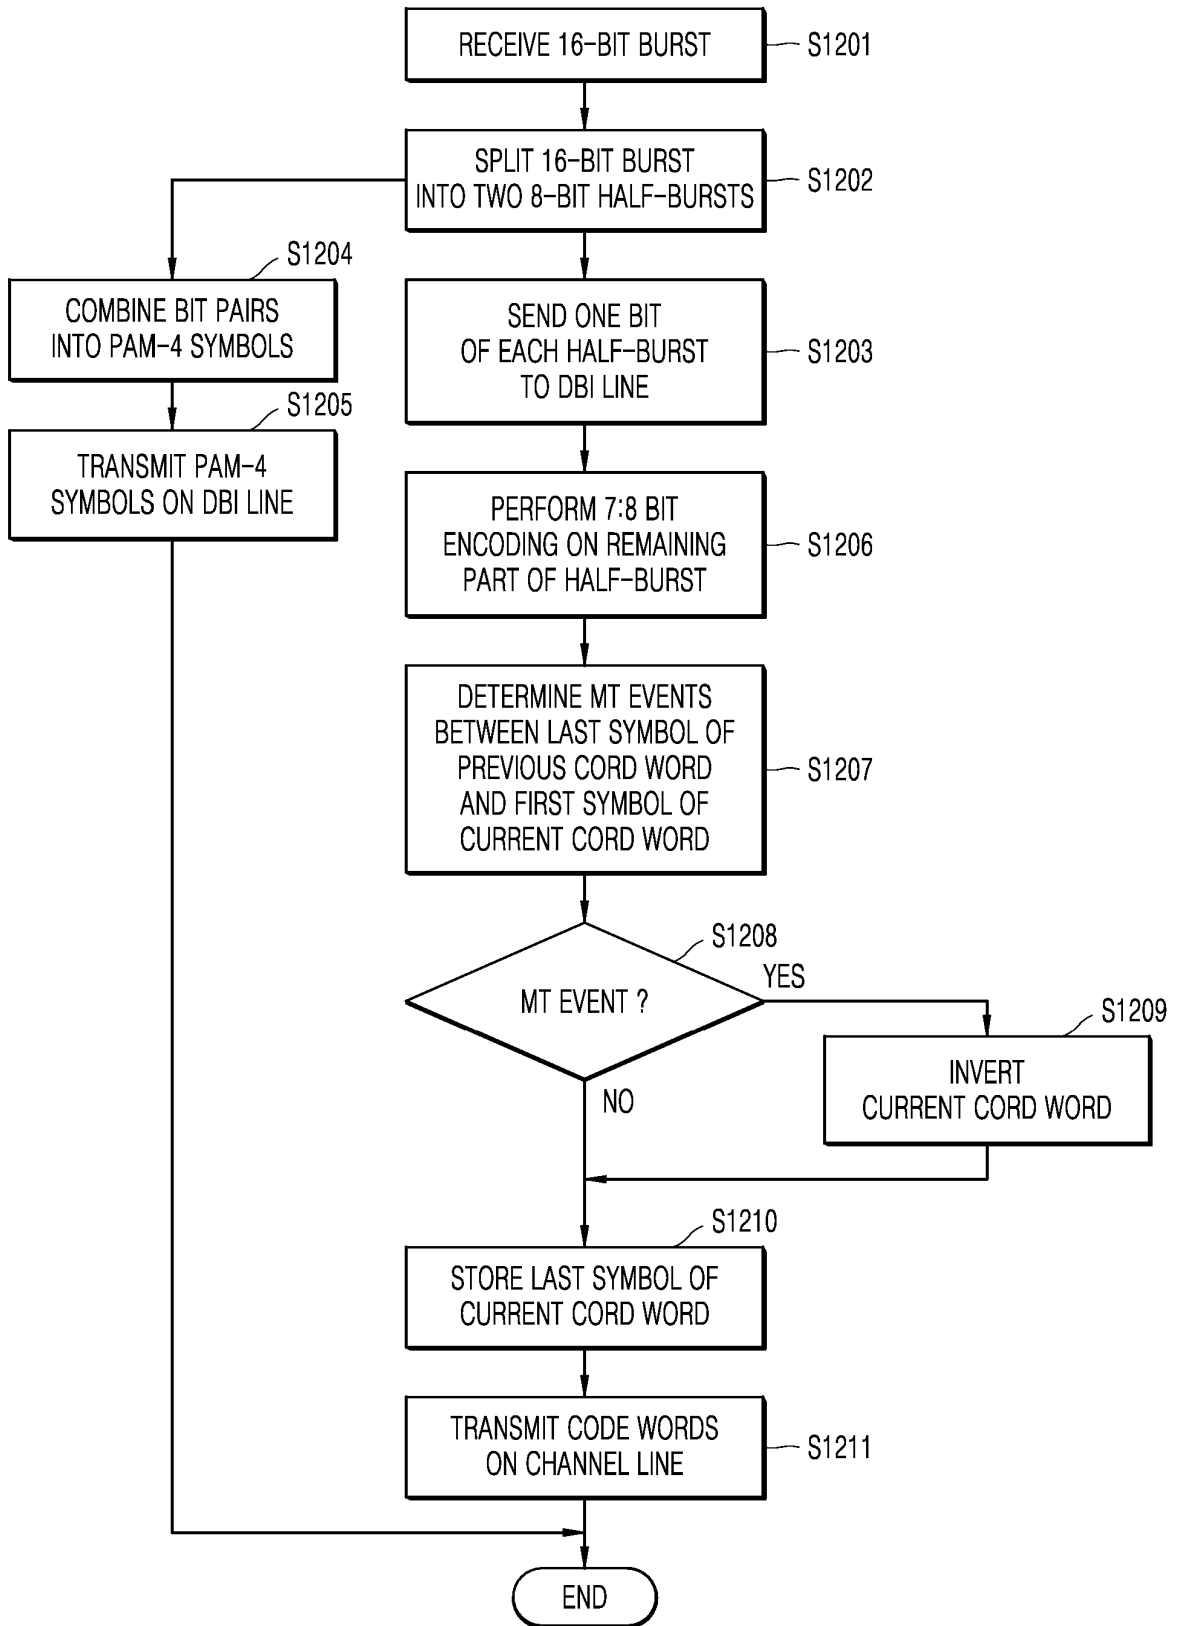 RECEIVE 16-BIT BURST
S1201
SPLIT 16-BIT BURST
INTO TWO 8-BIT HALF-BURSTS
S1202
S1204
COMBINE BIT PAIRS
INTO PAM-4 SYMBOLS
SEND ONE BIT
OF EACH HALF-BURST
TO DBI LINE
S1203
S1205
TRANSMIT PAM-4
SYMBOLS ON DBI LINE
PERFORM 7:8 BIT
ENCODING ON REMAINING
PART OF HALF-BURST
S1206
DETERMINE MT EVENTS
BETWEEN LAST SYMBOL OF
PREVIOUS CORD WORD
AND FIRST SYMBOL OF
CURRENT CORD WORD
S1207
S1208
MT EVENT ?
YES
NO
S1209
INVERT
CURRENT CORD WORD
S1210
STORE LAST SYMBOL OF
CURRENT CORD WORD
TRANSMIT CODE WORDS
ON CHANNEL LINE
S1211
END